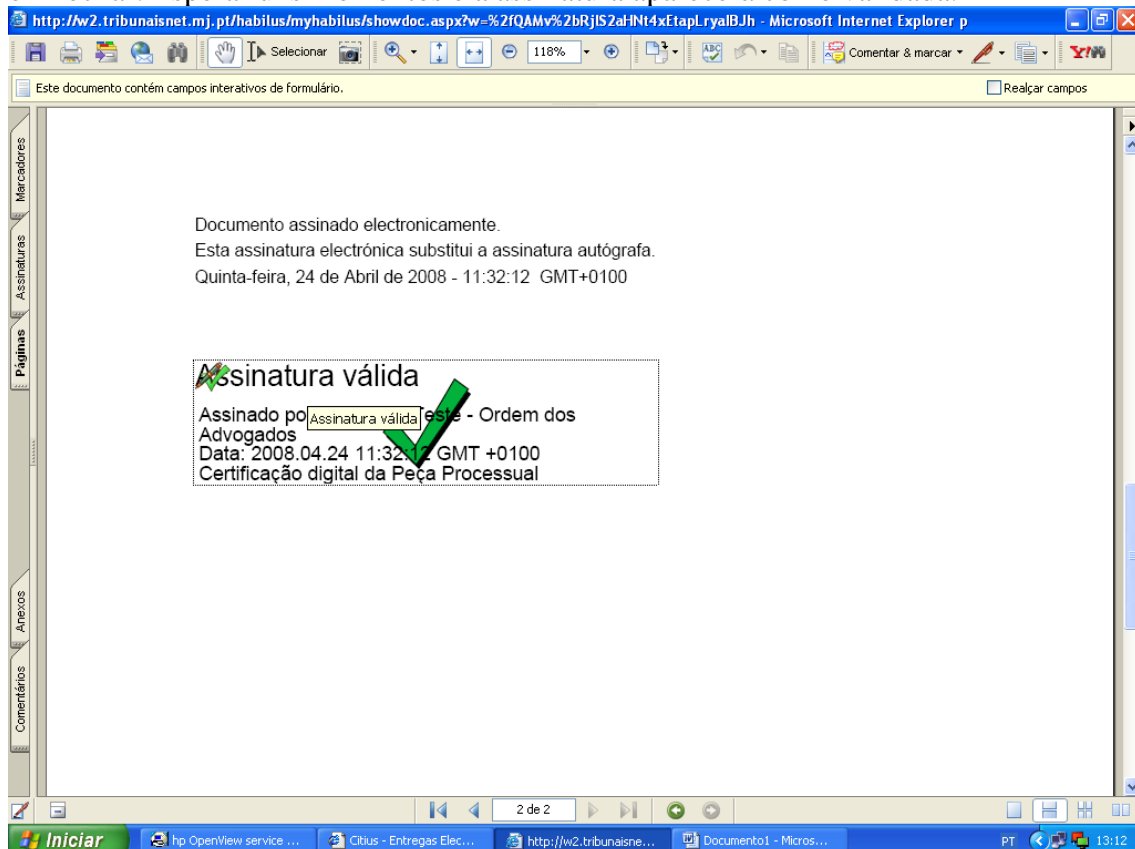 http://w2.tribunaisnet.mj.pt/habilus/myhabilus/showdoc.aspx?w=%2fQAMv%2bRjlS2aHlNt4xEtapLryalBJh - Microsoft Internet Explorer p
Selecionar
118%
Comentar & marcar
Y!
Este documento contém campos interativos de formulário.
Realçar campos
Marcadores
Assinaturas
Páginas
Anexos
Comentários
Documento assinado electronicamente.
Esta assinatura electrónica substitui a assinatura autógrafa.
Quinta-feira, 24 de Abril de 2008 - 11:32:12 GMT+0100
Assinatura válida
Assinado po
Assinatura válida
Teste - Ordem dos
Advogados
Data: 2008.04.24 11:32:12 GMT +0100
Certificação digital da Peça Processual
2 de 2
Iniciar
hp OpenView service ...
Citius - Entregas Elec...
http://w2.tribunaisne...
Documento1 - Micros...
PT
13:12